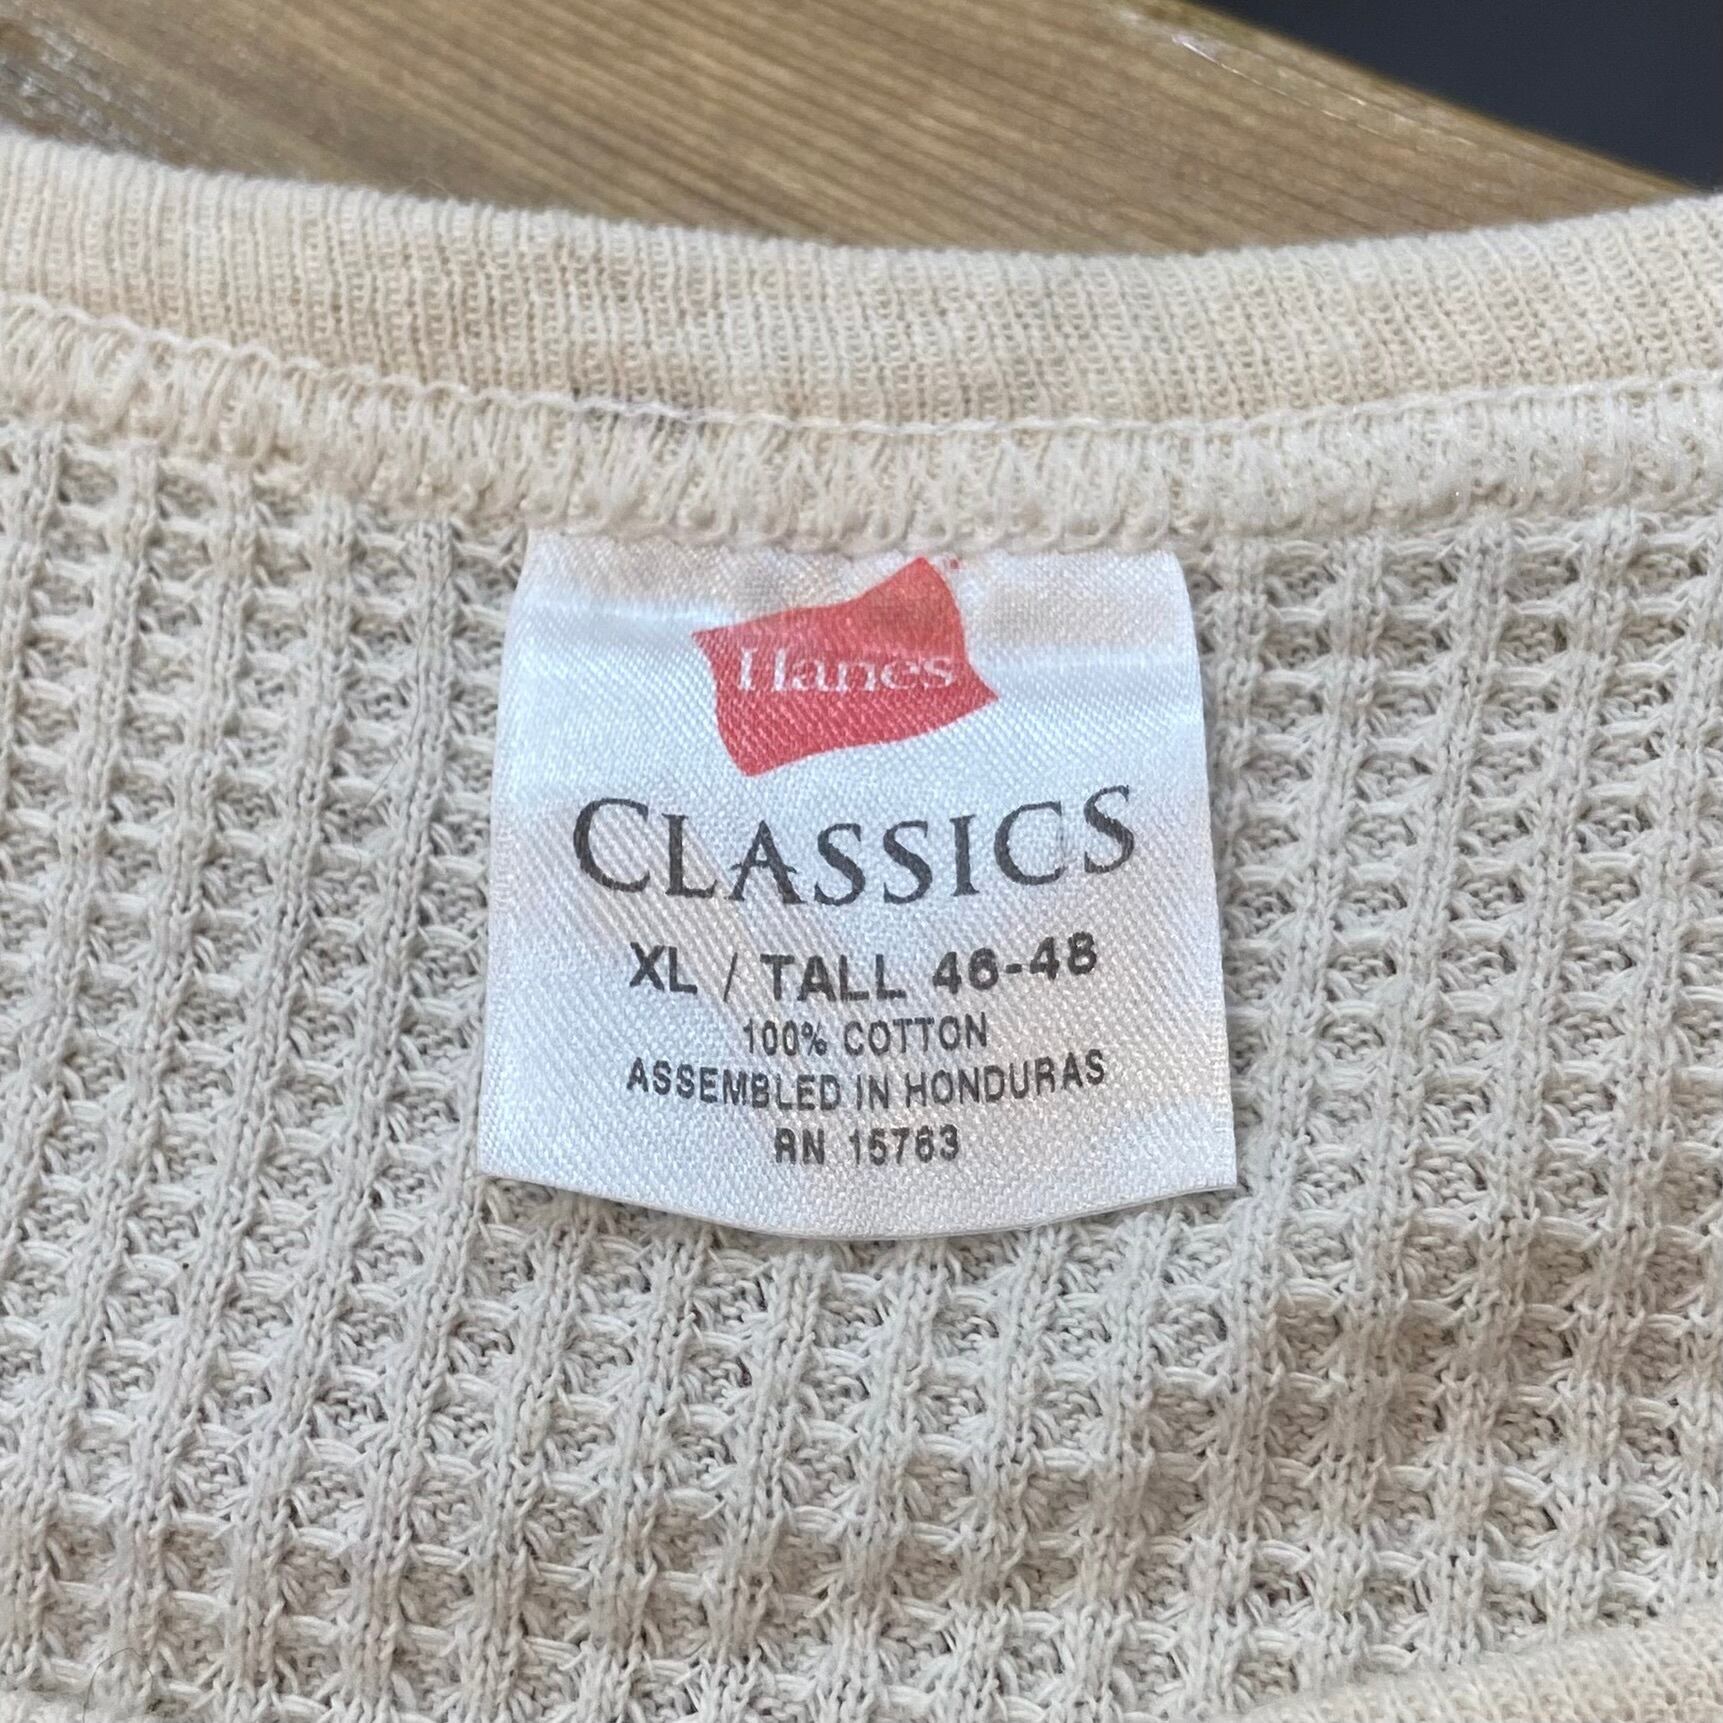 Hanes
CLASSICS
XL / TALL 46-48
100% COTTON
ASSEMBLED IN HONDURAS
RN 15763